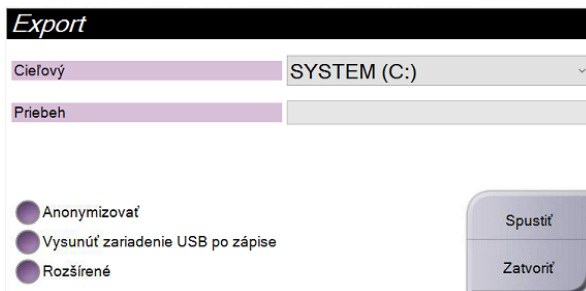 Export
Cieľový
SYSTEM (C:)
Priebeh
Anonymizovať
Vysunúť zariadenie USB po zápise
Rozšírené
Spustiť
Zatvoriť